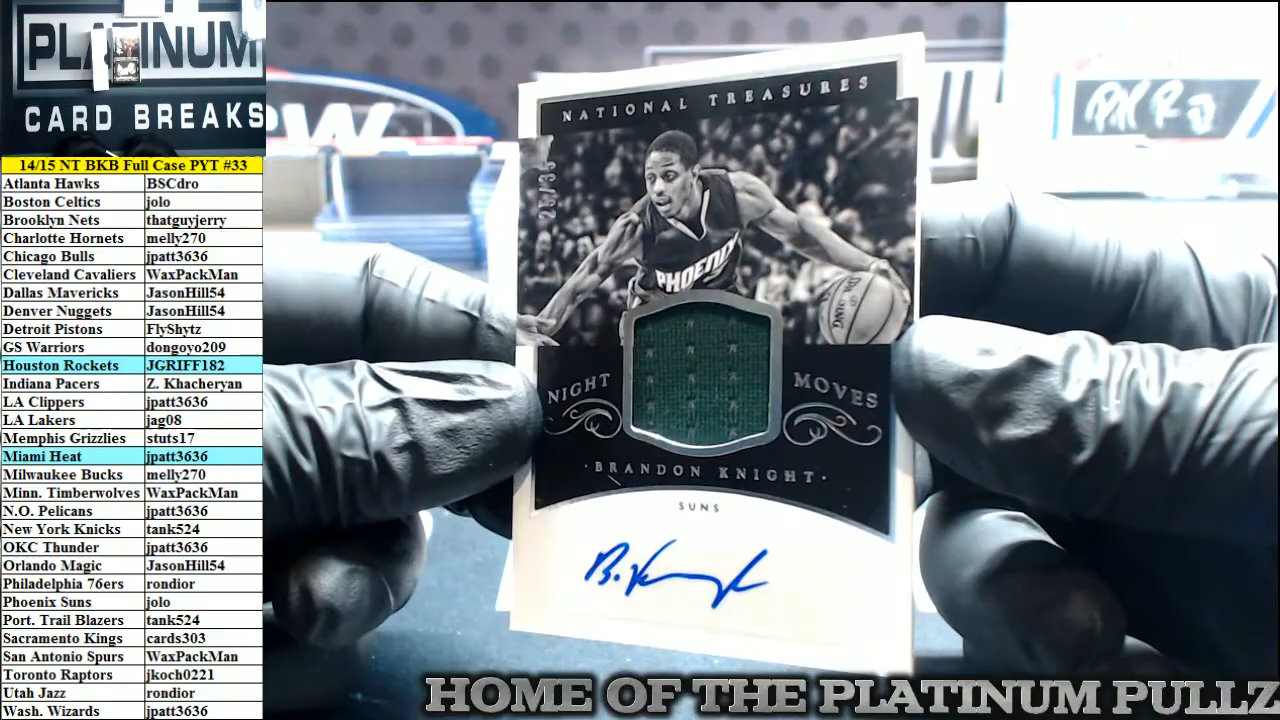 PLATINUM
CARD BREAKS
14/15 NT BKB Full Case PYT #33
Atlanta Hawks BSCdro
Boston Celtics jolo
Brooklyn Nets thatguyjerry
Charlotte Hornets melly270
Chicago Bulls jpatt3636
Cleveland Cavaliers WaxPackMan
Dallas Mavericks JasonHill54
Denver Nuggets JasonHill54
Detroit Pistons FlyShytz
GS Warriors dongoyo209
Houston Rockets JGRIFF182
Indiana Pacers Z. Khacheryan
LA Clippers jpatt3636
LA Lakers jag08
Memphis Grizzlies stuts17
Miami Heat jpatt3636
Milwaukee Bucks melly270
Minn. Timberwolves WaxPackMan
N.O. Pelicans jpatt3636
New York Knicks tank524
OKC Thunder jpatt3636
Orlando Magic JasonHill54
Philadelphia 76ers rondior
Phoenix Suns jolo
Port. Trail Blazers tank524
Sacramento Kings cards303
San Antonio Spurs WaxPackMan
Toronto Raptors jkoch0221
Utah Jazz rondior
Wash. Wizards jpatt3636
NATIONAL TREASURES
25/35
PHOENIX
SPALDING
NIGHT MOVES
·BRANDON KNIGHT·
SUNS
B. Knight
HOME OF THE PLATINUM PULLZ